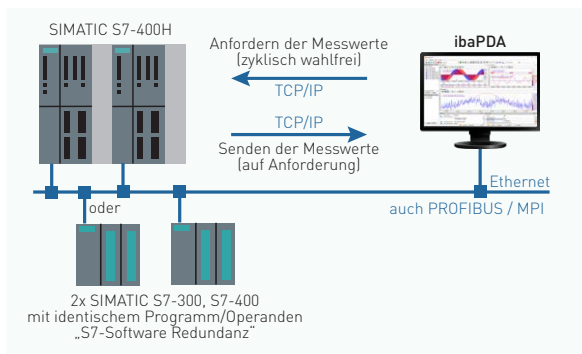 SIMATIC S7-400H
Anfordern der Messwerte
(zyklisch wahlfrei)
TCP/IP
ibaPDA
TCP/IP
Senden der Messwerte
(auf Anforderung)
Ethernet
auch PROFIBUS / MPI
oder
2x SIMATIC S7-300, S7-400
mit identischem Programm/Operanden
„S7-Software Redundanz“